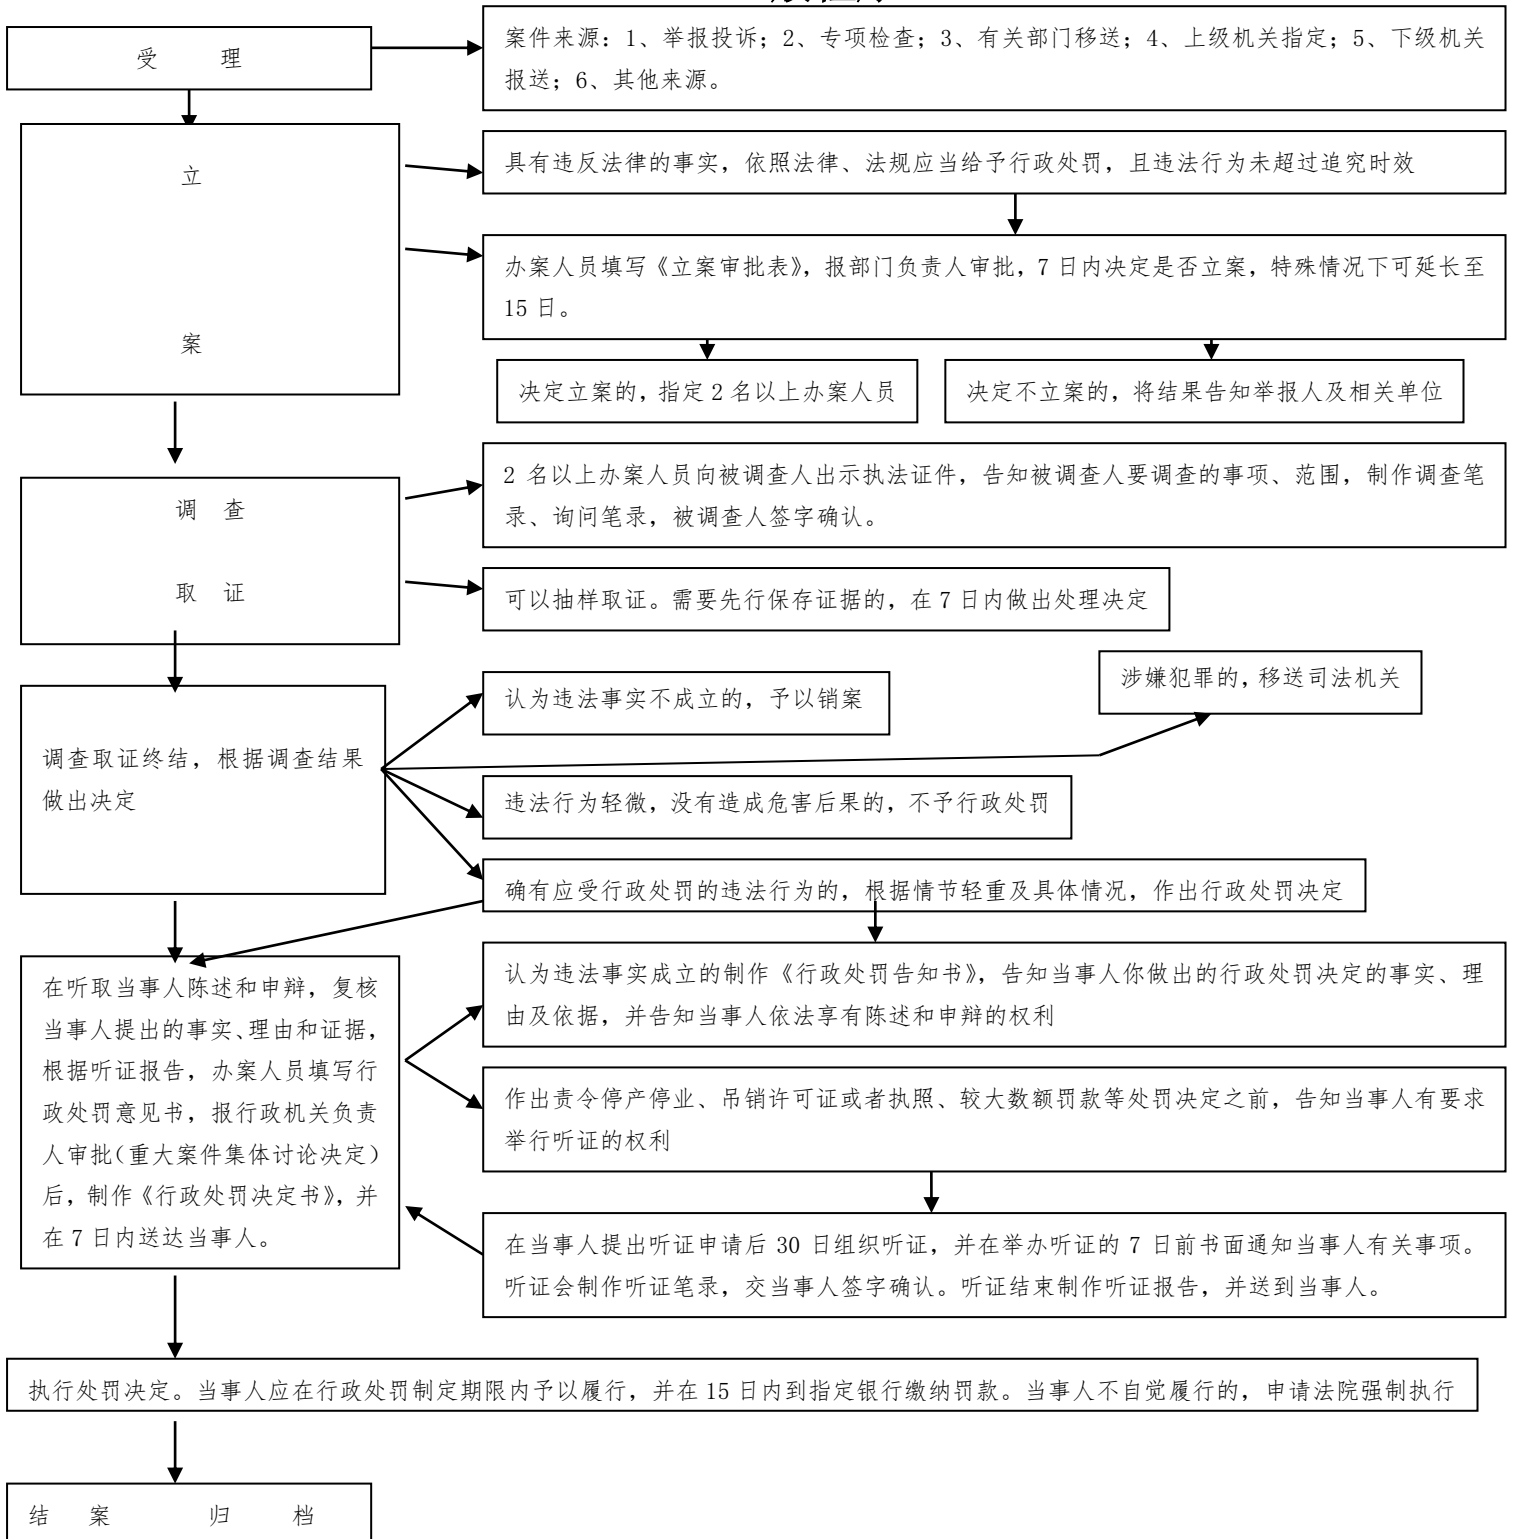 受 理
案件来源：1、举报投诉；2、专项检查；3、有关部门移送；4、上级机关指定；5、下级机关
报送；6、其他来源。
立
案
具有违反法律的事实，依照法律、法规应当给予行政处罚，且违法行为未超过追究时效
办案人员填写《立案审批表》，报部门负责人审批，7 日内决定是否立案，特殊情况下可延长至
15 日。
决定立案的，指定 2 名以上办案人员
决定不立案的，将结果告知举报人及相关单位
调 查
取 证
2 名以上办案人员向被调查人出示执法证件，告知被调查人要调查的事项、范围，制作调查笔
录、询问笔录，被调查人签字确认。
可以抽样取证。需要先行保存证据的，在 7 日内做出处理决定
调查取证终结，根据调查结果
做出决定
认为违法事实不成立的，予以销案
涉嫌犯罪的，移送司法机关
违法行为轻微，没有造成危害后果的，不予行政处罚
确有应受行政处罚的违法行为的，根据情节轻重及具体情况，作出行政处罚决定
在听取当事人陈述和申辩，复核
当事人提出的事实、理由和证据，
根据听证报告，办案人员填写行
政处罚意见书，报行政机关负责
人审批（重大案件集体讨论决定）
后，制作《行政处罚决定书》，并
在 7 日内送达当事人。
认为违法事实成立的制作《行政处罚告知书》，告知当事人你做出的行政处罚决定的事实、理
由及依据，并告知当事人依法享有陈述和申辩的权利
作出责令停产停业、吊销许可证或者执照、较大数额罚款等处罚决定之前，告知当事人有要求
举行听证的权利
在当事人提出听证申请后 30 日组织听证，并在举办听证的 7 日前书面通知当事人有关事项。
听证会制作听证笔录，交当事人签字确认。听证结束制作听证报告，并送到当事人。
执行处罚决定。当事人应在行政处罚制定期限内予以履行，并在 15 日内到指定银行缴纳罚款。当事人不自觉履行的，申请法院强制执行
结 案 归 档